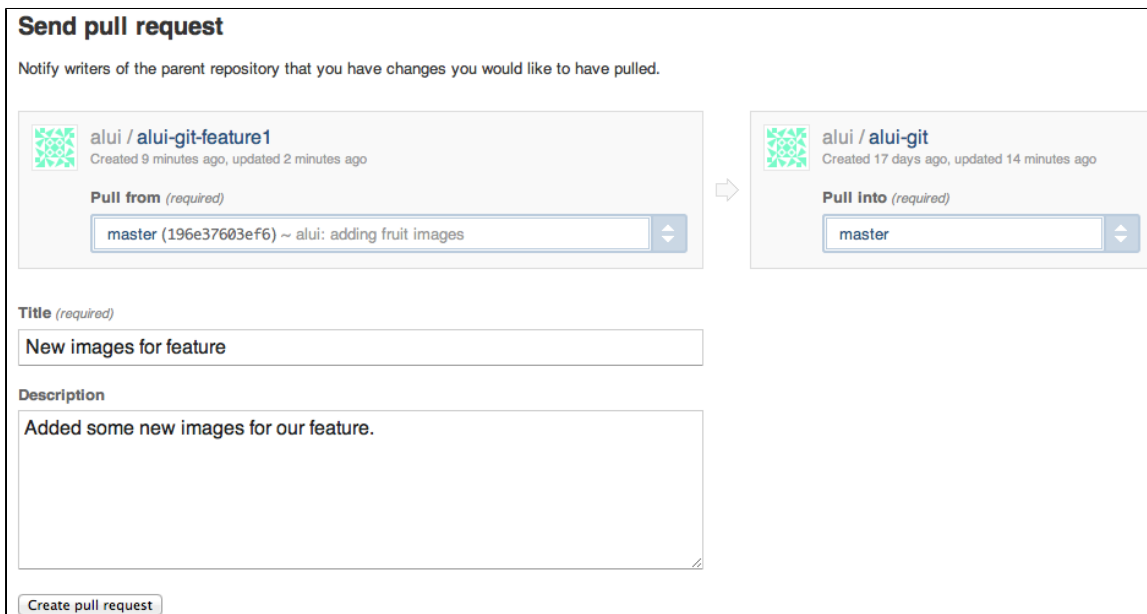 Send pull request
Notify writers of the parent repository that you have changes you would like to have pulled.
alui / alui-git-feature1
Created 9 minutes ago, updated 2 minutes ago
Pull from (required)
master (196e37603ef6) ~ alui: adding fruit images
alui / alui-git
Created 17 days ago, updated 14 minutes ago
Pull into (required)
master
Title (required)
New images for feature
Description
Added some new images for our feature.
Create pull request